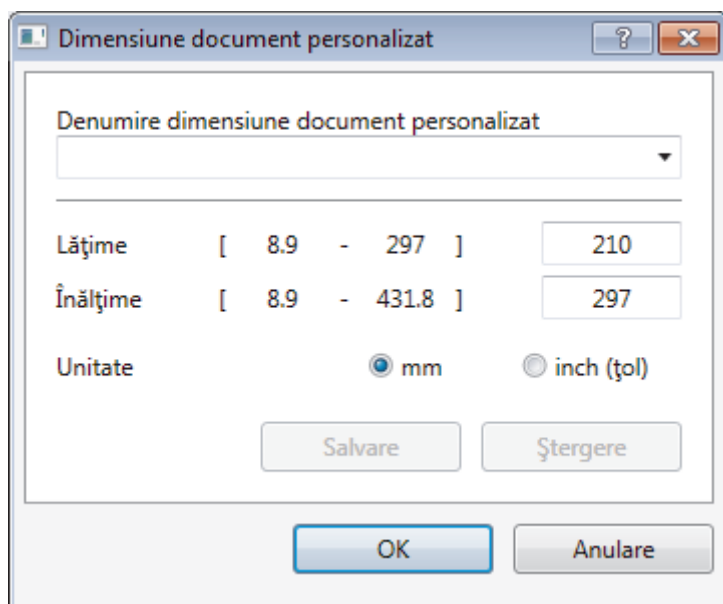 Dimensiune document personalizat
Denumire dimensiune document personalizat
Lăţime [ 8.9 - 297 ] 210
Înălţime [ 8.9 - 431.8 ] 297
Unitate mm inch (ţol)
Salvare Ştergere
OK Anulare